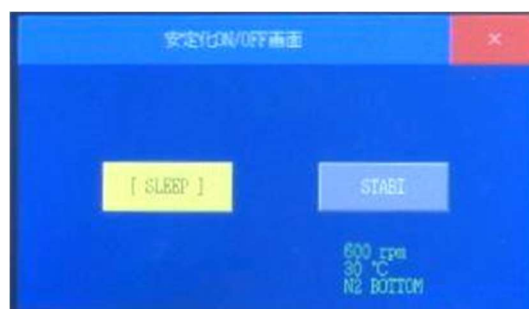 安定化ON/OFF画面
×
[ SLEEP ]
STABI
600 rpm
30 ℃
N2 BOTTOM